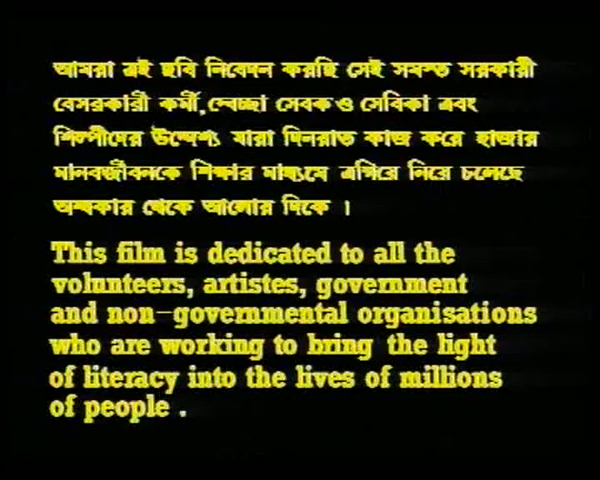 আমরা এই ছবি নিবেদন করছি সেই সমস্ত সরকারী
বেসরকারী কর্মী, স্বেচ্ছা সেবক ও সেবিকা এবং
শিল্পীদের উদ্দেশ্যে যারা দিনরাত কাজ করে হাজার
মানবজীবনকে শিক্ষার মাধ্যমে এগিয়ে নিয়ে চলেছে
অন্ধকার থেকে আলোর দিকে ।
This film is dedicated to all the
volunteers, artistes, government
and non-governmental organisations
who are working to bring the light
of literacy into the lives of millions
of people .